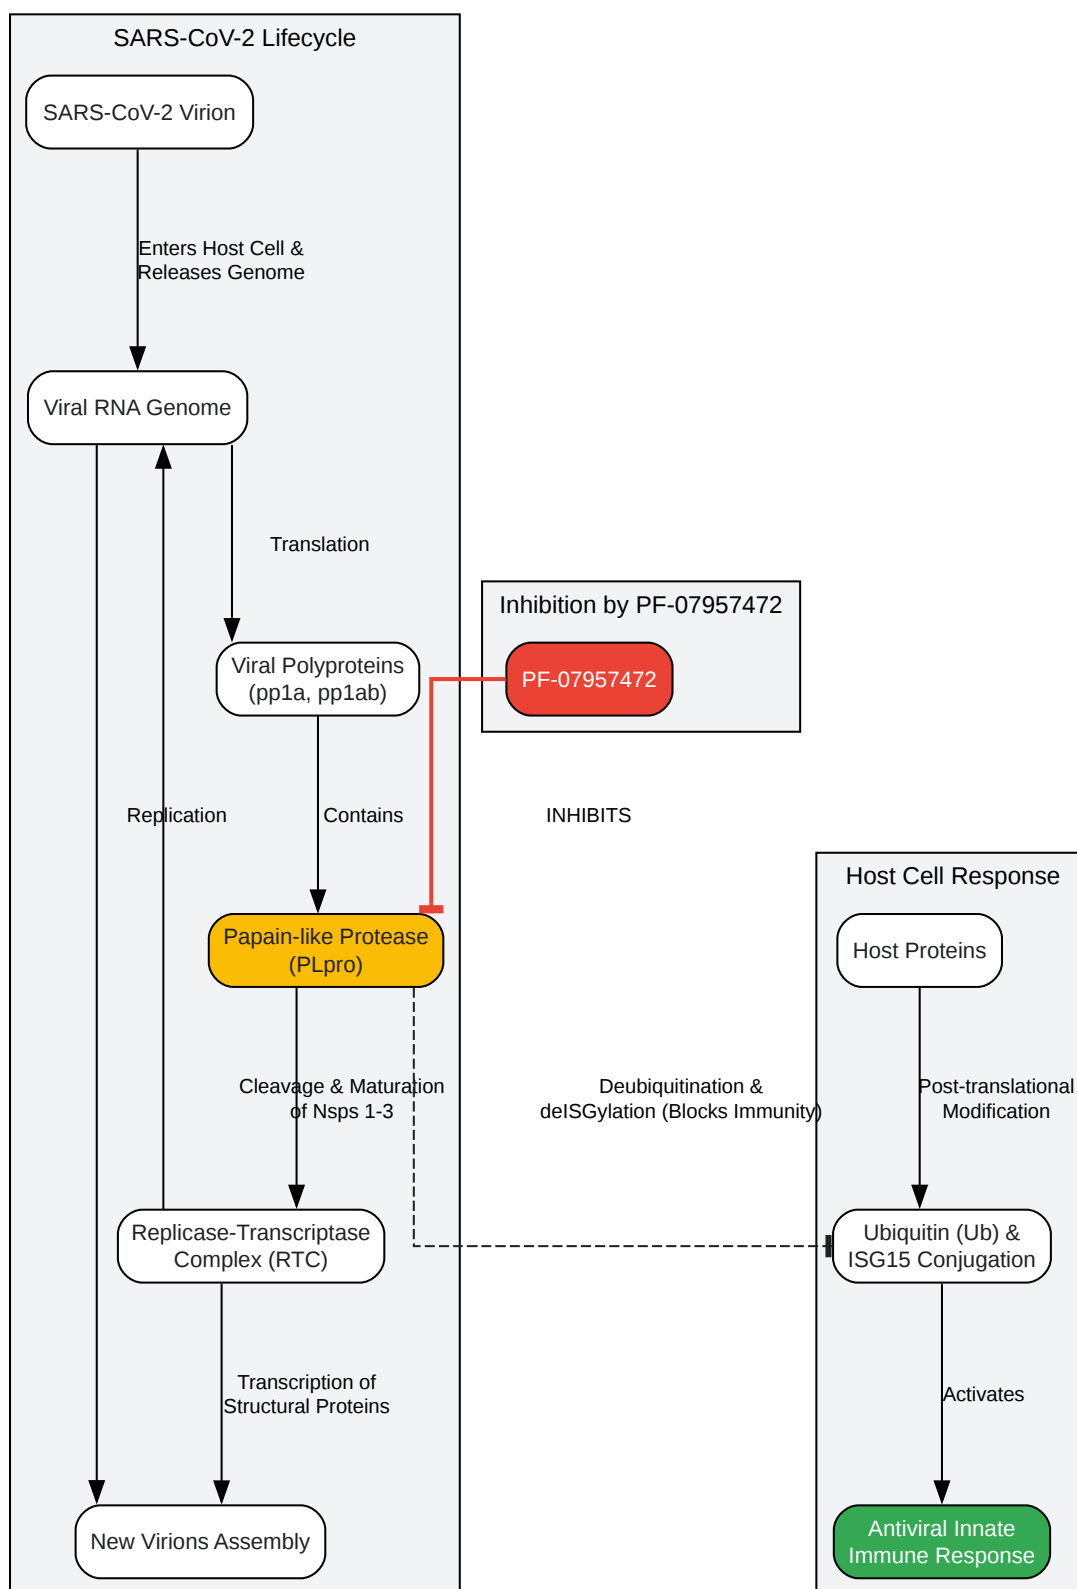 SARS-CoV-2 Lifecycle
SARS-CoV-2 Virion
Enters Host Cell &
Releases Genome
Viral RNA Genome
Translation
Inhibition by PF-07957472
Viral Polyproteins
(pp1a, pp1ab)
PF-07957472
Replication
Contains
INHIBITS
Host Cell Response
Papain-like Protease
(PLpro)
Host Proteins
Cleavage & Maturation
of Nsps 1-3
Deubiquitination &
deISGylation (Blocks Immunity)
Post-translational
Modification
Replicase-Transcriptase
Complex (RTC)
Ubiquitin (Ub) &
ISG15 Conjugation
Transcription of
Structural Proteins
Activates
New Virions Assembly
Antiviral Innate
Immune Response